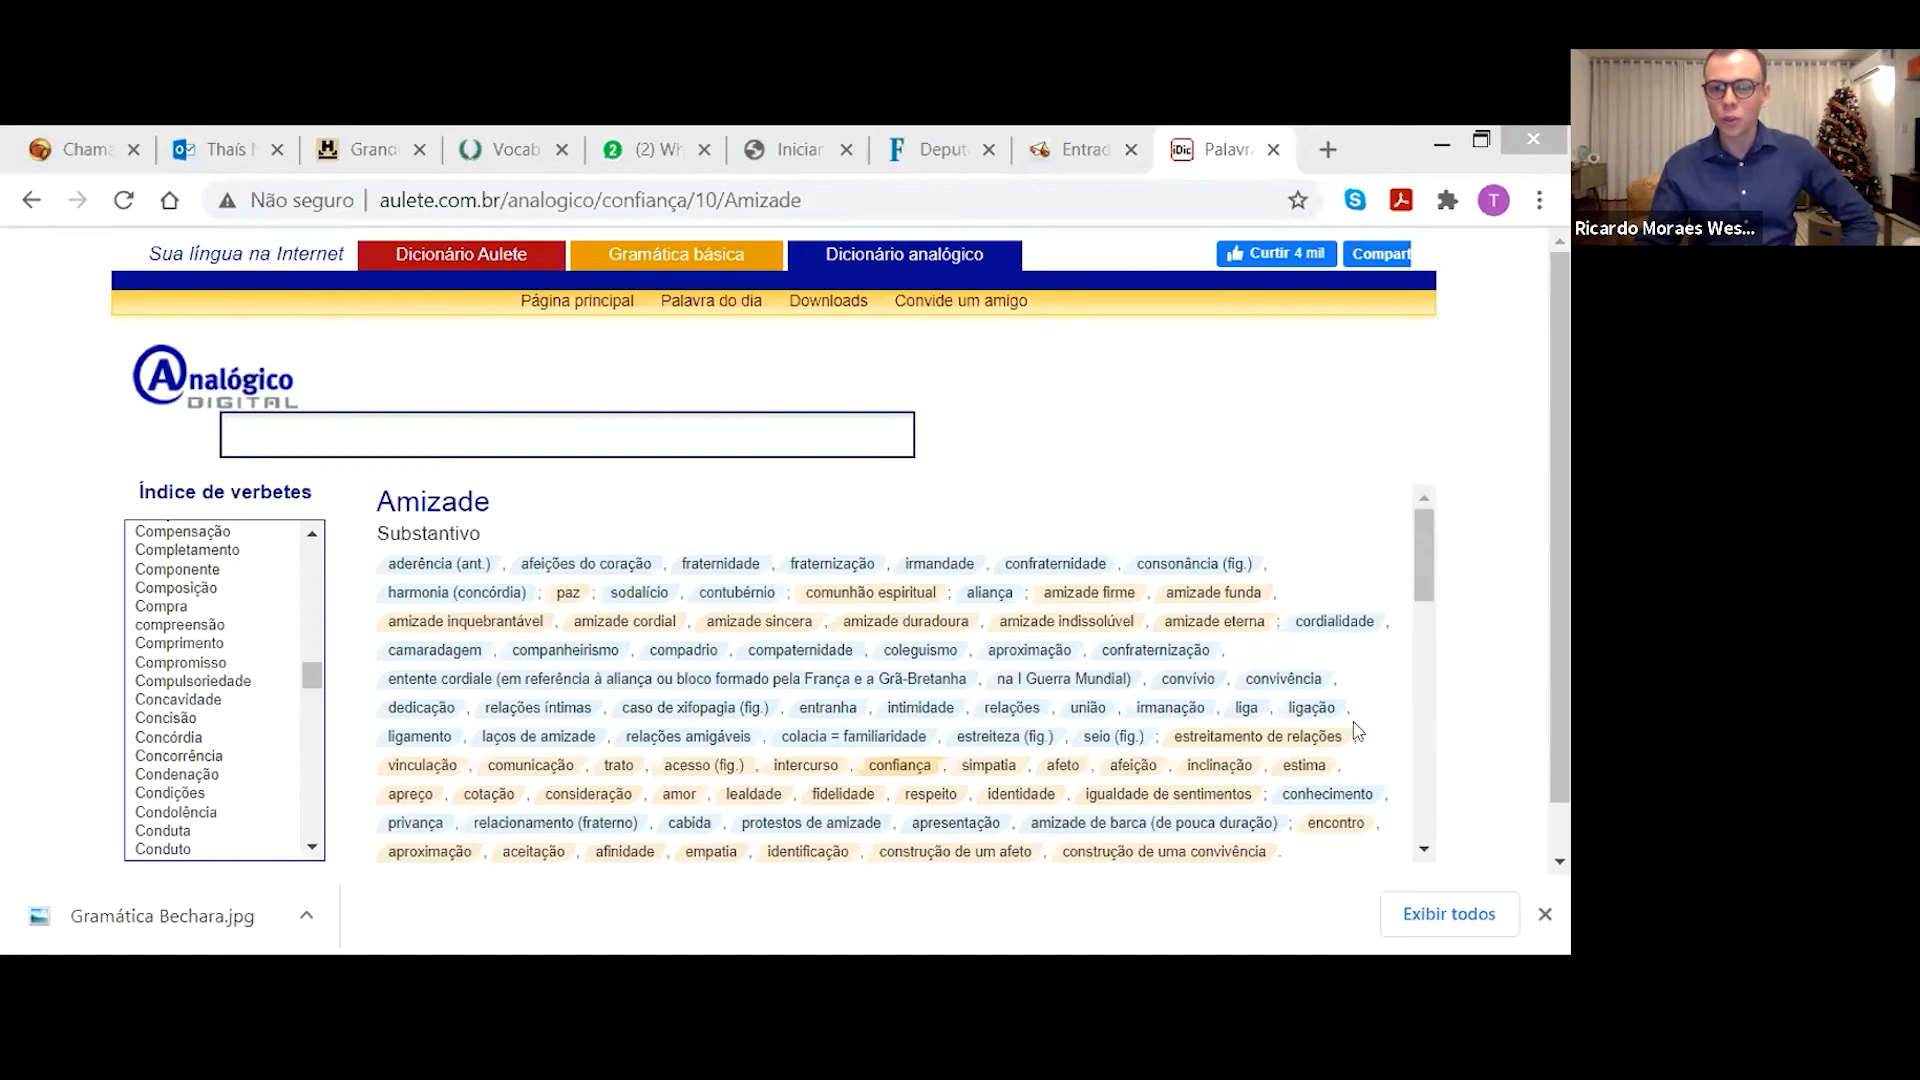 Chama
Thaís
Grand
Vocab
2
(2) Wh
Iniciar
F
Deput
Entrad
iDic
Palavra
Não seguro
aulete.com.br/analogico/confiança/10/Amizade
T
Ricardo Moraes Wes...
Sua língua na Internet
Dicionário Aulete
Gramática básica
Dicionário analógico
Curtir 4 mil
Compart
Página principal Palavra do dia Downloads Convide um amigo
Analógico
DIGITAL
Índice de verbetes
Compensação
Completamento
Componente
Composição
Compra
compreensão
Comprimento
Compromisso
Compulsoriedade
Concavidade
Concisão
Concórdia
Concorrência
Condenação
Condições
Condolência
Conduta
Conduto
Amizade
Substantivo
aderência (ant.) , afeições do coração , fraternidade , fraternização , irmandade , confraternidade , consonância (fig.) ,
harmonia (concórdia) ; paz ; sodalício , contubérnio ; comunhão espiritual ; aliança ; amizade firme , amizade funda ,
amizade inquebrantável , amizade cordial , amizade sincera , amizade duradoura , amizade indissolúvel , amizade eterna ; cordialidade ,
camaradagem , companheirismo , compadrio , compaternidade , coleguismo , aproximação , confraternização ,
entente cordiale (em referência à aliança ou bloco formado pela França e a Grã-Bretanha , na I Guerra Mundial) , convívio , convivência ,
dedicação , relações íntimas , caso de xifopagia (fig.) , entranha , intimidade , relações , união , irmanação , liga , ligação ,
ligamento , laços de amizade , relações amigáveis , colacia = familiaridade , estreiteza (fig.) , seio (fig.) ; estreitamento de relações ,
vinculação , comunicação , trato , acesso (fig.) , intercurso , confiança , simpatia , afeto , afeição , inclinação , estima ,
apreço , cotação , consideração , amor , lealdade , fidelidade , respeito , identidade , igualdade de sentimentos ; conhecimento ,
privança , relacionamento (fraterno) , cabida , protestos de amizade , apresentação , amizade de barca (de pouca duração) ; encontro ,
aproximação , aceitação , afinidade , empatia , identificação , construção de um afeto , construção de uma convivência .
Gramática Bechara.jpg
Exibir todos